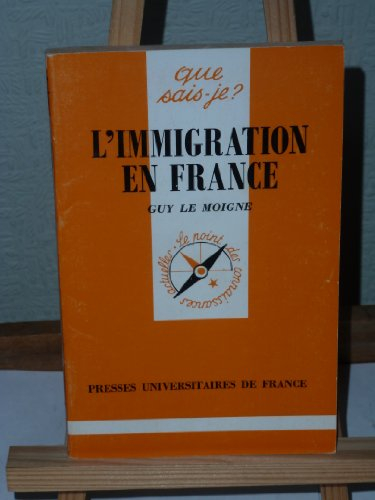 que
sais-je?
L'IMMIGRATION
EN FRANCE
GUY LE MOIGNE
le point des connaissances actuelles
PRESSES UNIVERSITAIRES DE FRANCE